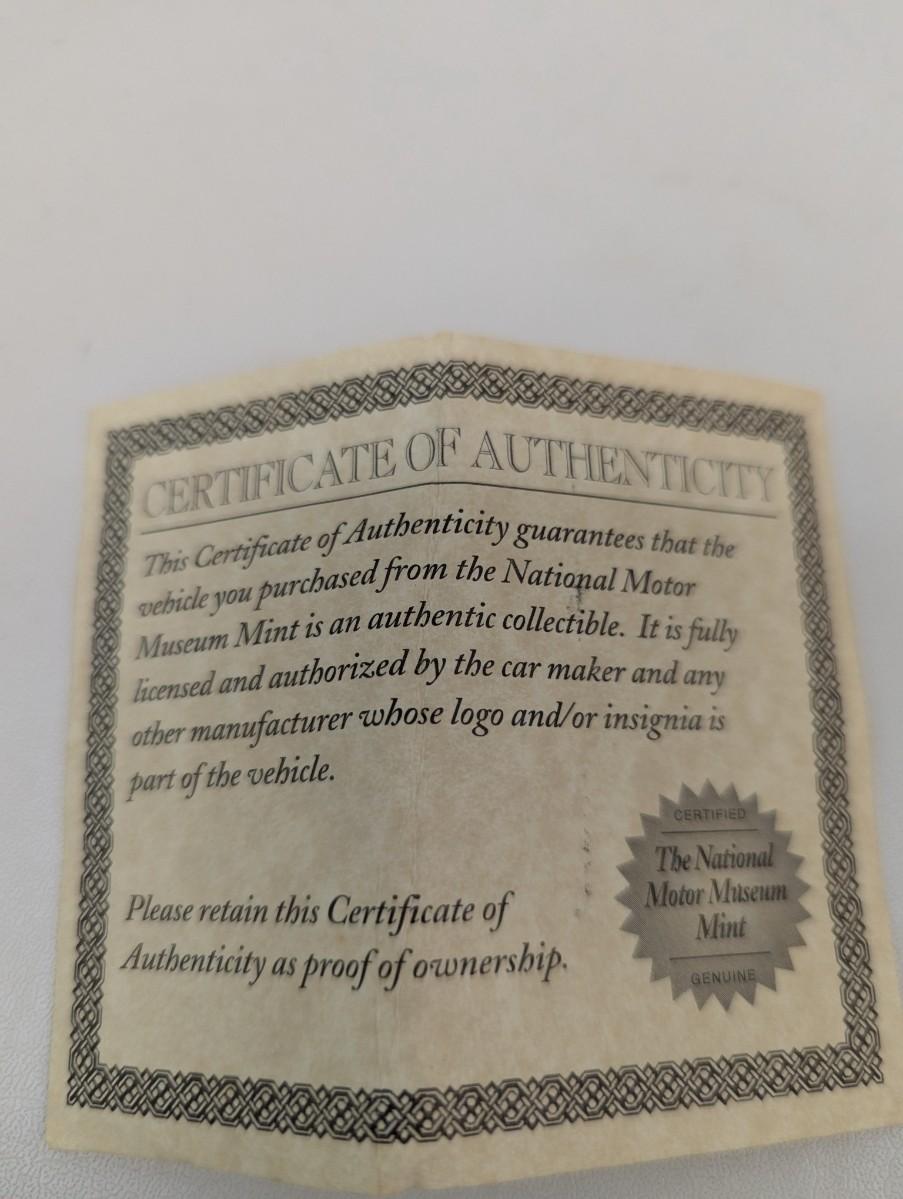 CERTIFICATE OF AUTHENTICITY
This Certificate of Authenticity guarantees that the
vehicle you purchased from the National Motor
Museum Mint is an authentic collectible. It is fully
licensed and authorized by the car maker and any
other manufacturer whose logo and/or insignia is
part of the vehicle.
Please retain this Certificate of
Authenticity as proof of ownership.
CERTIFIED
The National
Motor Museum
Mint
GENUINE